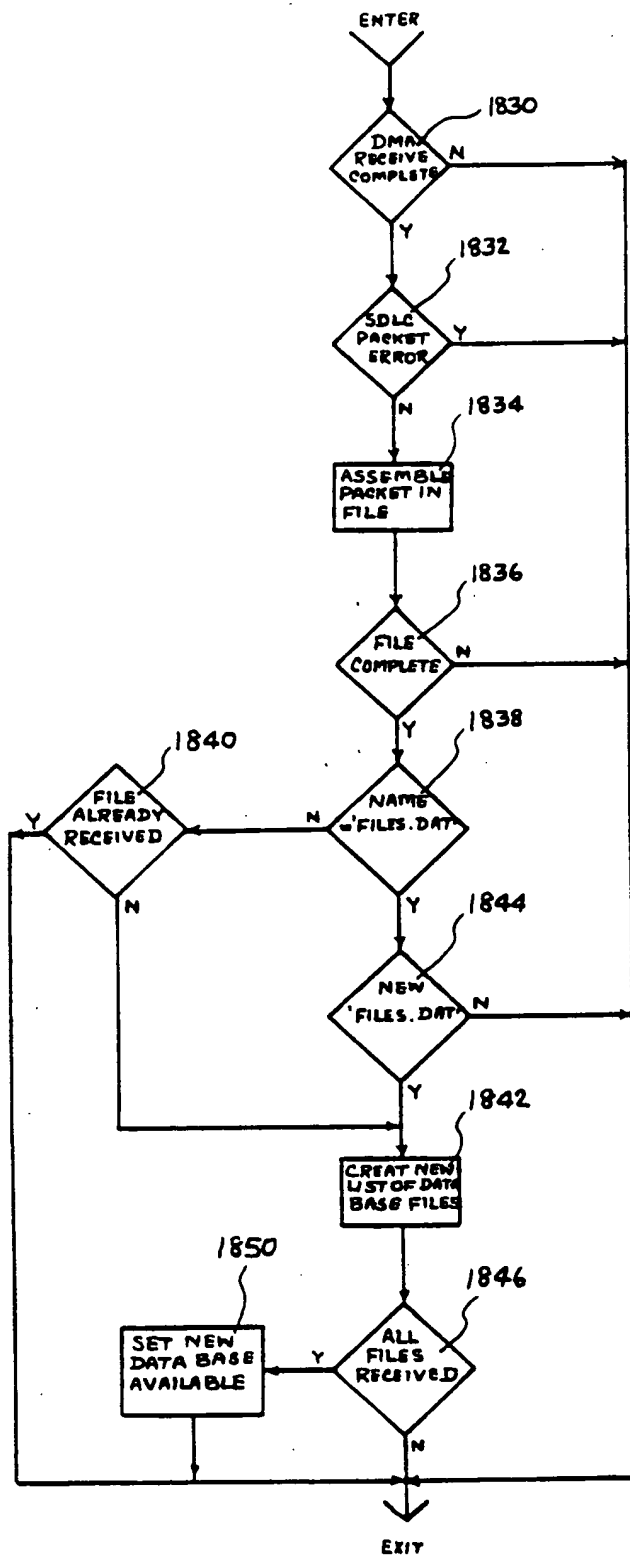 ENTER
1830
DMA
RECEIVE
COMPLETE
N
Y
1832
SDLC
PACKET
ERROR
Y
N
1834
ASSEMBLE
PACKET IN
FILE
1836
FILE
COMPLETE
N
Y
1838
NAME
='FILES.DAT'
N
Y
1840
FILE
ALREADY
RECEIVED
Y
N
1844
NEW
'FILES.DAT'
N
Y
1842
CREAT NEW
LIST OF DATA
BASE FILES
1846
ALL
FILES
RECEIVED
Y
N
1850
SET NEW
DATA BASE
AVAILABLE
EXIT